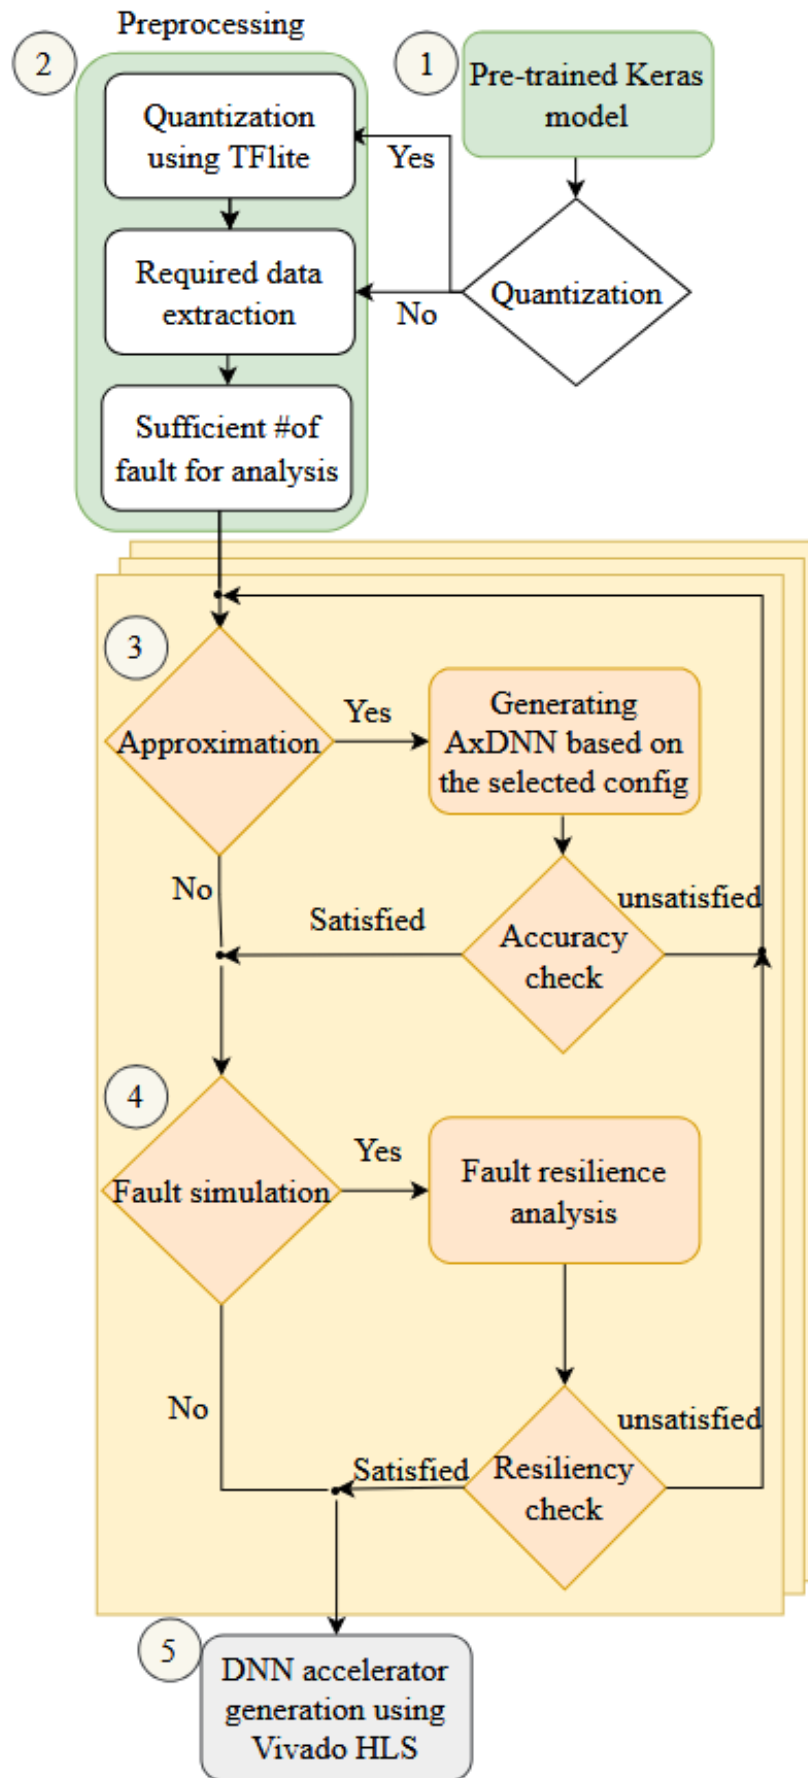 Preprocessing
2
1
Pre-trained Keras
model
Quantization
using TFlite
Yes
Required data
extraction
No
Quantization
Sufficient #of
fault for analysis
3
Approximation
Yes
Generating
AxDNN based on
the selected config
No
Satisfied
Accuracy
check
unsatisfied
4
Fault simulation
Yes
Fault resilience
analysis
No
Satisfied
Resiliency
check
unsatisfied
5
DNN accelerator
generation using
Vivado HLS